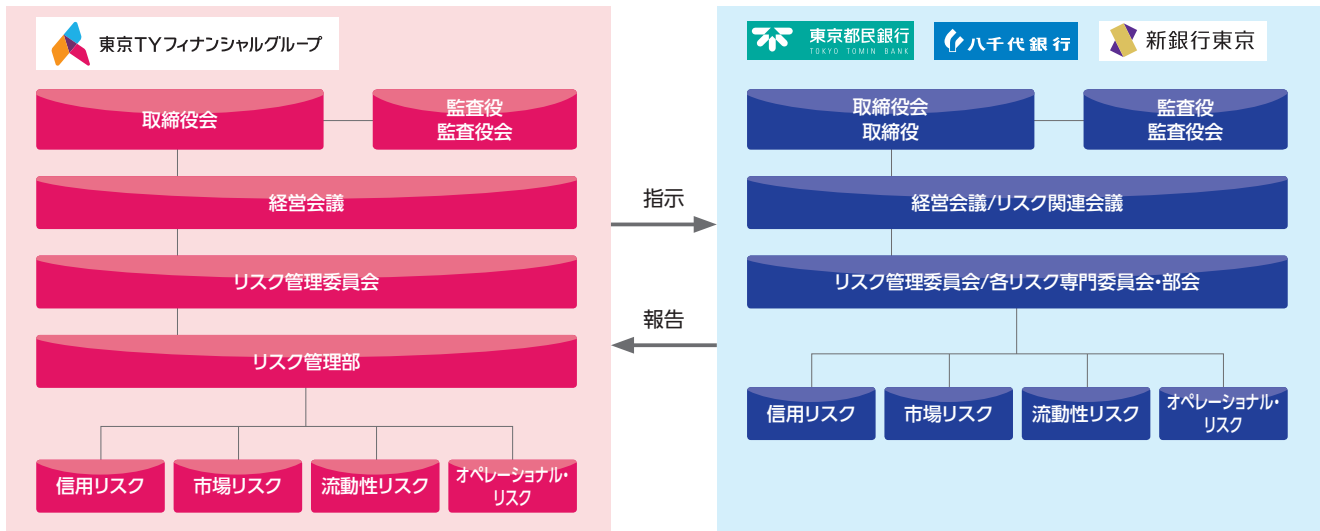 東京TYフィナンシャルグループ
取締役会
監査役
監査役会
経営会議
リスク管理委員会
リスク管理部
信用リスク
市場リスク
流動性リスク
オペレーショナル・
リスク
指示
報告
東京都民銀行
TOKYO TOMIN BANK
八千代銀行
新銀行東京
取締役会
取締役
監査役
監査役会
経営会議/リスク関連会議
リスク管理委員会/各リスク専門委員会・部会
信用リスク
市場リスク
流動性リスク
オペレーショナル・
リスク